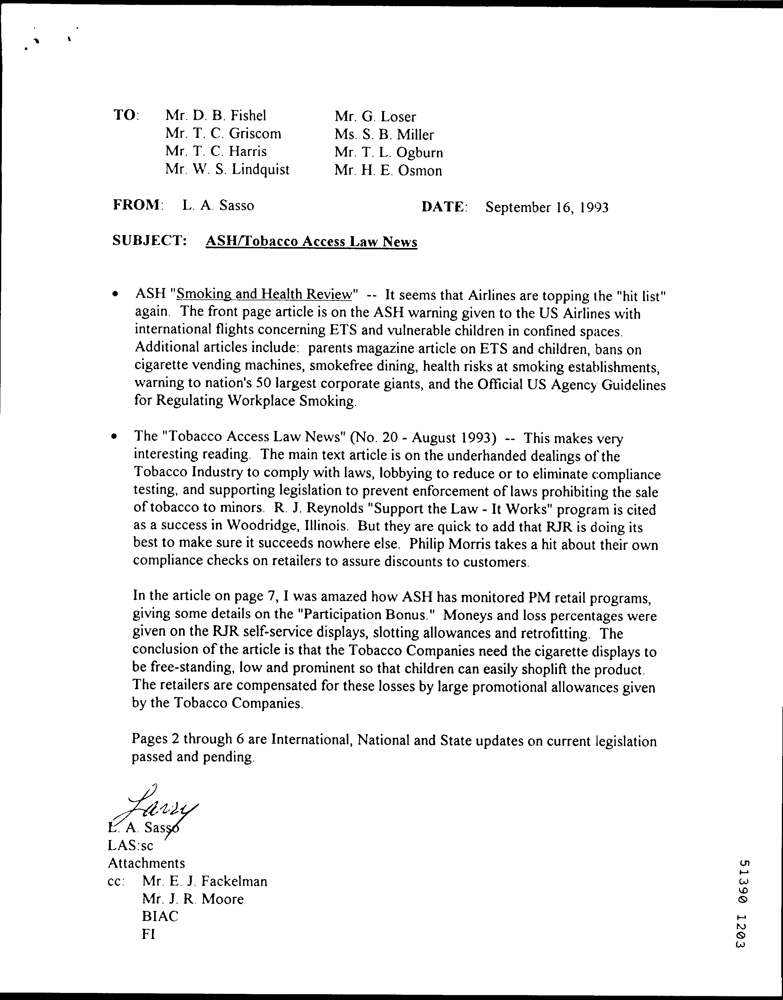 TO: Mr. D. B. Fishel Mr. G. Loser
Mr. T. C. Griscom Ms. S. B. Miller
Mr. T. C. Harris Mr. T. L. Ogburn
Mr. W. S. Lindquist Mr. H. E. Osmon
FROM: L. A. Sasso DATE: September 16, 1993
SUBJECT: ASH/Tobacco Access Law News
• ASH "Smoking and Health Review" -- It seems that Airlines are topping the "hit list"
again. The front page article is on the ASH warning given to the US Airlines with
international flights concerning ETS and vulnerable children in confined spaces.
Additional articles include: parents magazine article on ETS and children, bans on
cigarette vending machines, smokefree dining, health risks at smoking establishments,
warning to nation's 50 largest corporate giants, and the Official US Agency Guidelines
for Regulating Workplace Smoking.
• The "Tobacco Access Law News" (No. 20 - August 1993) -- This makes very
interesting reading. The main text article is on the underhanded dealings of the
Tobacco Industry to comply with laws, lobbying to reduce or to eliminate compliance
testing, and supporting legislation to prevent enforcement of laws prohibiting the sale
of tobacco to minors. R. J. Reynolds "Support the Law - It Works" program is cited
as a success in Woodridge, Illinois. But they are quick to add that RJR is doing its
best to make sure it succeeds nowhere else. Philip Morris takes a hit about their own
compliance checks on retailers to assure discounts to customers.
In the article on page 7, I was amazed how ASH has monitored PM retail programs,
giving some details on the "Participation Bonus." Moneys and loss percentages were
given on the RJR self-service displays, slotting allowances and retrofitting. The
conclusion of the article is that the Tobacco Companies need the cigarette displays to
be free-standing, low and prominent so that children can easily shoplift the product.
The retailers are compensated for these losses by large promotional allowances given
by the Tobacco Companies.
Pages 2 through 6 are International, National and State updates on current legislation
passed and pending.
Larry
L. A. Sasso
LAS:sc
Attachments
cc: Mr. E. J. Fackelman
Mr. J. R. Moore
BIAC
FI
51390 1203